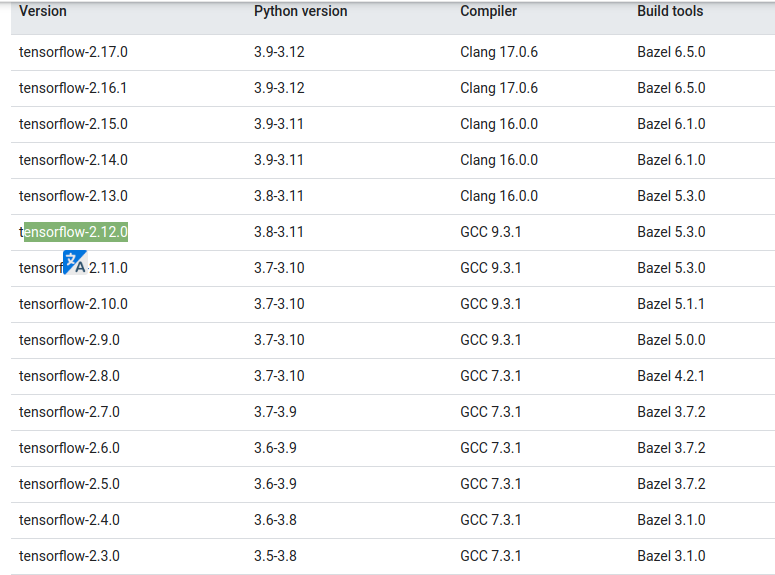 Version Python version Compiler Build tools
tensorflow-2.17.0 3.9-3.12 Clang 17.0.6 Bazel 6.5.0
tensorflow-2.16.1 3.9-3.12 Clang 17.0.6 Bazel 6.5.0
tensorflow-2.15.0 3.9-3.11 Clang 16.0.0 Bazel 6.1.0
tensorflow-2.14.0 3.9-3.11 Clang 16.0.0 Bazel 6.1.0
tensorflow-2.13.0 3.8-3.11 Clang 16.0.0 Bazel 5.3.0
tensorflow-2.12.0 3.8-3.11 GCC 9.3.1 Bazel 5.3.0
tensorf 2.11.0 3.7-3.10 GCC 9.3.1 Bazel 5.3.0
tensorflow-2.10.0 3.7-3.10 GCC 9.3.1 Bazel 5.1.1
tensorflow-2.9.0 3.7-3.10 GCC 9.3.1 Bazel 5.0.0
tensorflow-2.8.0 3.7-3.10 GCC 7.3.1 Bazel 4.2.1
tensorflow-2.7.0 3.7-3.9 GCC 7.3.1 Bazel 3.7.2
tensorflow-2.6.0 3.6-3.9 GCC 7.3.1 Bazel 3.7.2
tensorflow-2.5.0 3.6-3.9 GCC 7.3.1 Bazel 3.7.2
tensorflow-2.4.0 3.6-3.8 GCC 7.3.1 Bazel 3.1.0
tensorflow-2.3.0 3.5-3.8 GCC 7.3.1 Bazel 3.1.0